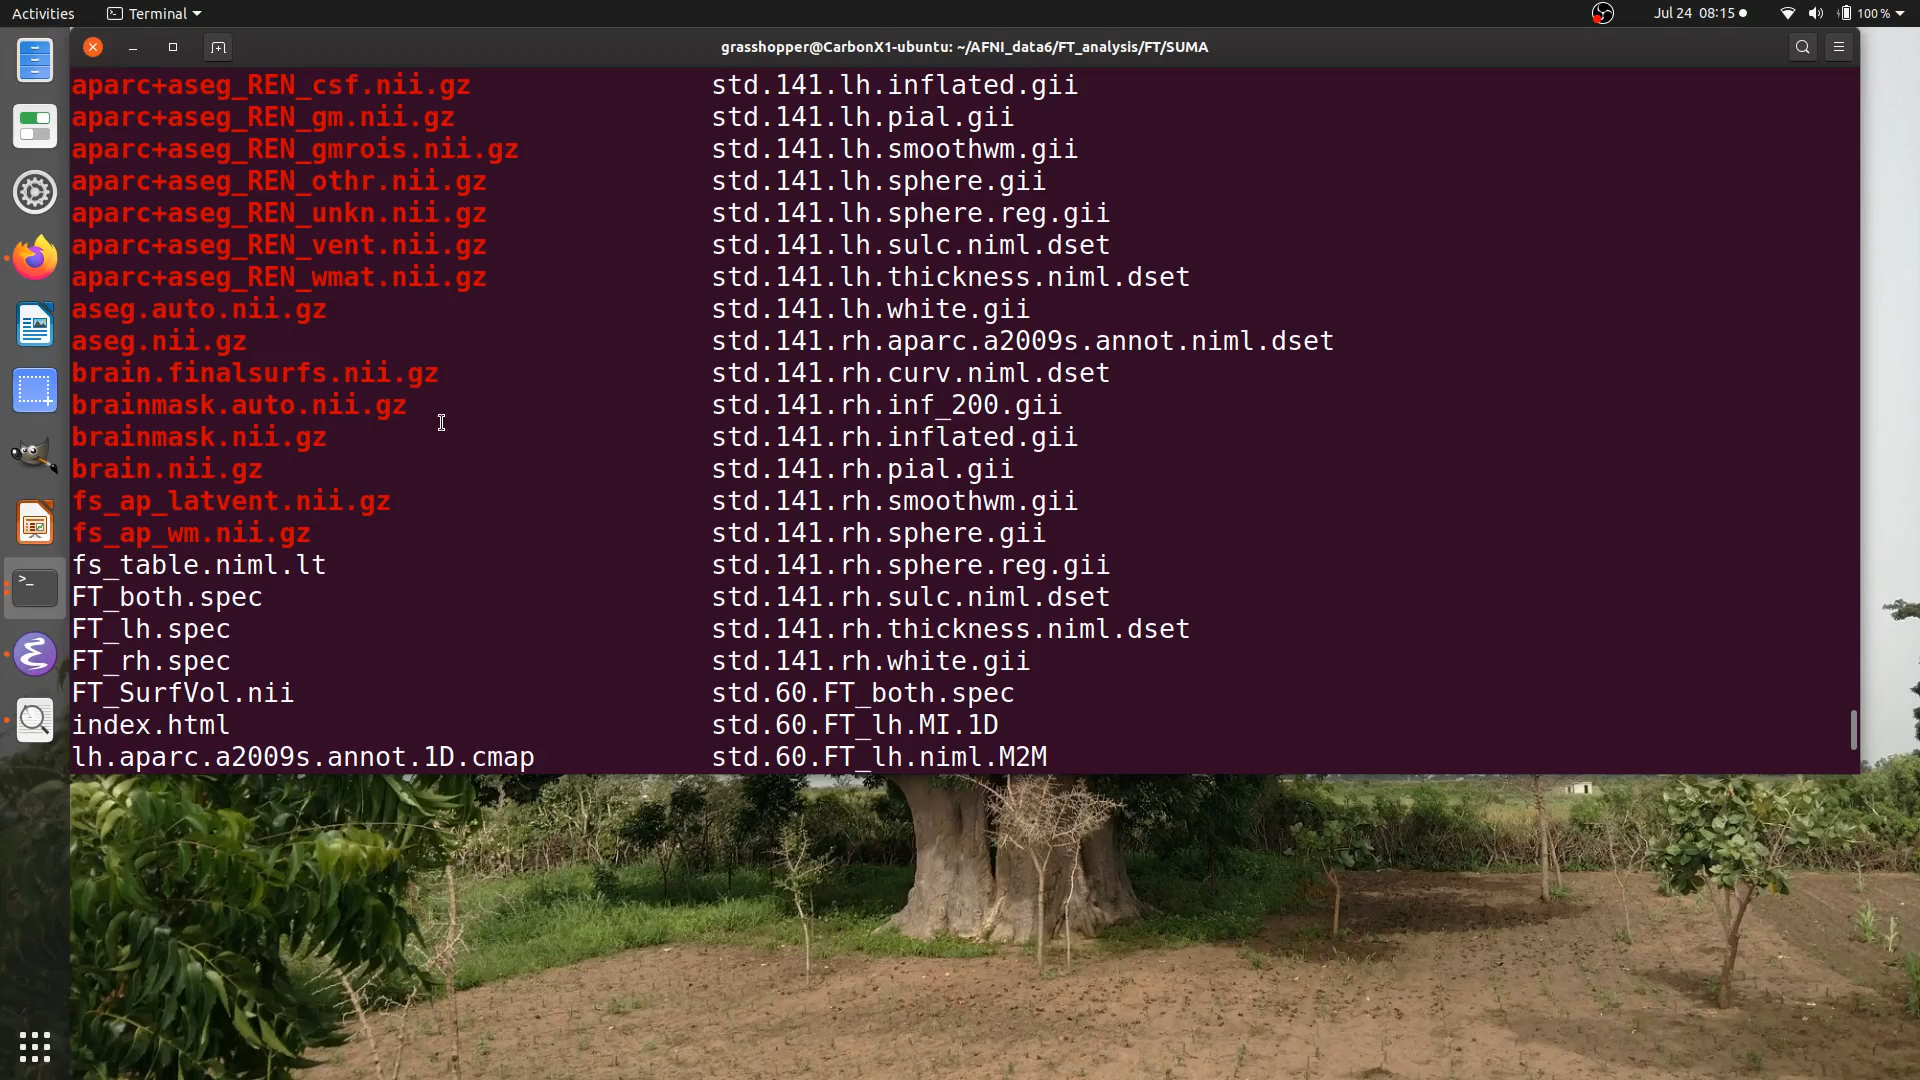 Activities Terminal Jul 24 08:15 100 %
grasshopper@CarbonX1-ubuntu: ~/AFNI_data6/FT_analysis/FT/SUMA
aparc+aseg_REN_csf.nii.gz std.141.lh.inflated.gii
aparc+aseg_REN_gm.nii.gz std.141.lh.pial.gii
aparc+aseg_REN_gmrois.nii.gz std.141.lh.smoothwm.gii
aparc+aseg_REN_othr.nii.gz std.141.lh.sphere.gii
aparc+aseg_REN_unkn.nii.gz std.141.lh.sphere.reg.gii
aparc+aseg_REN_vent.nii.gz std.141.lh.sulc.niml.dset
aparc+aseg_REN_wmat.nii.gz std.141.lh.thickness.niml.dset
aseg.auto.nii.gz std.141.lh.white.gii
aseg.nii.gz std.141.rh.aparc.a2009s.annot.niml.dset
brain.finalsurfs.nii.gz std.141.rh.curv.niml.dset
brainmask.auto.nii.gz std.141.rh.inf_200.gii
brainmask.nii.gz std.141.rh.inflated.gii
brain.nii.gz std.141.rh.pial.gii
fs_ap_latvent.nii.gz std.141.rh.smoothwm.gii
fs_ap_wm.nii.gz std.141.rh.sphere.gii
fs_table.niml.lt std.141.rh.sphere.reg.gii
FT_both.spec std.141.rh.sulc.niml.dset
FT_lh.spec std.141.rh.thickness.niml.dset
FT_rh.spec std.141.rh.white.gii
FT_SurfVol.nii std.60.FT_both.spec
index.html std.60.FT_lh.MI.1D
lh.aparc.a2009s.annot.1D.cmap std.60.FT_lh.niml.M2M